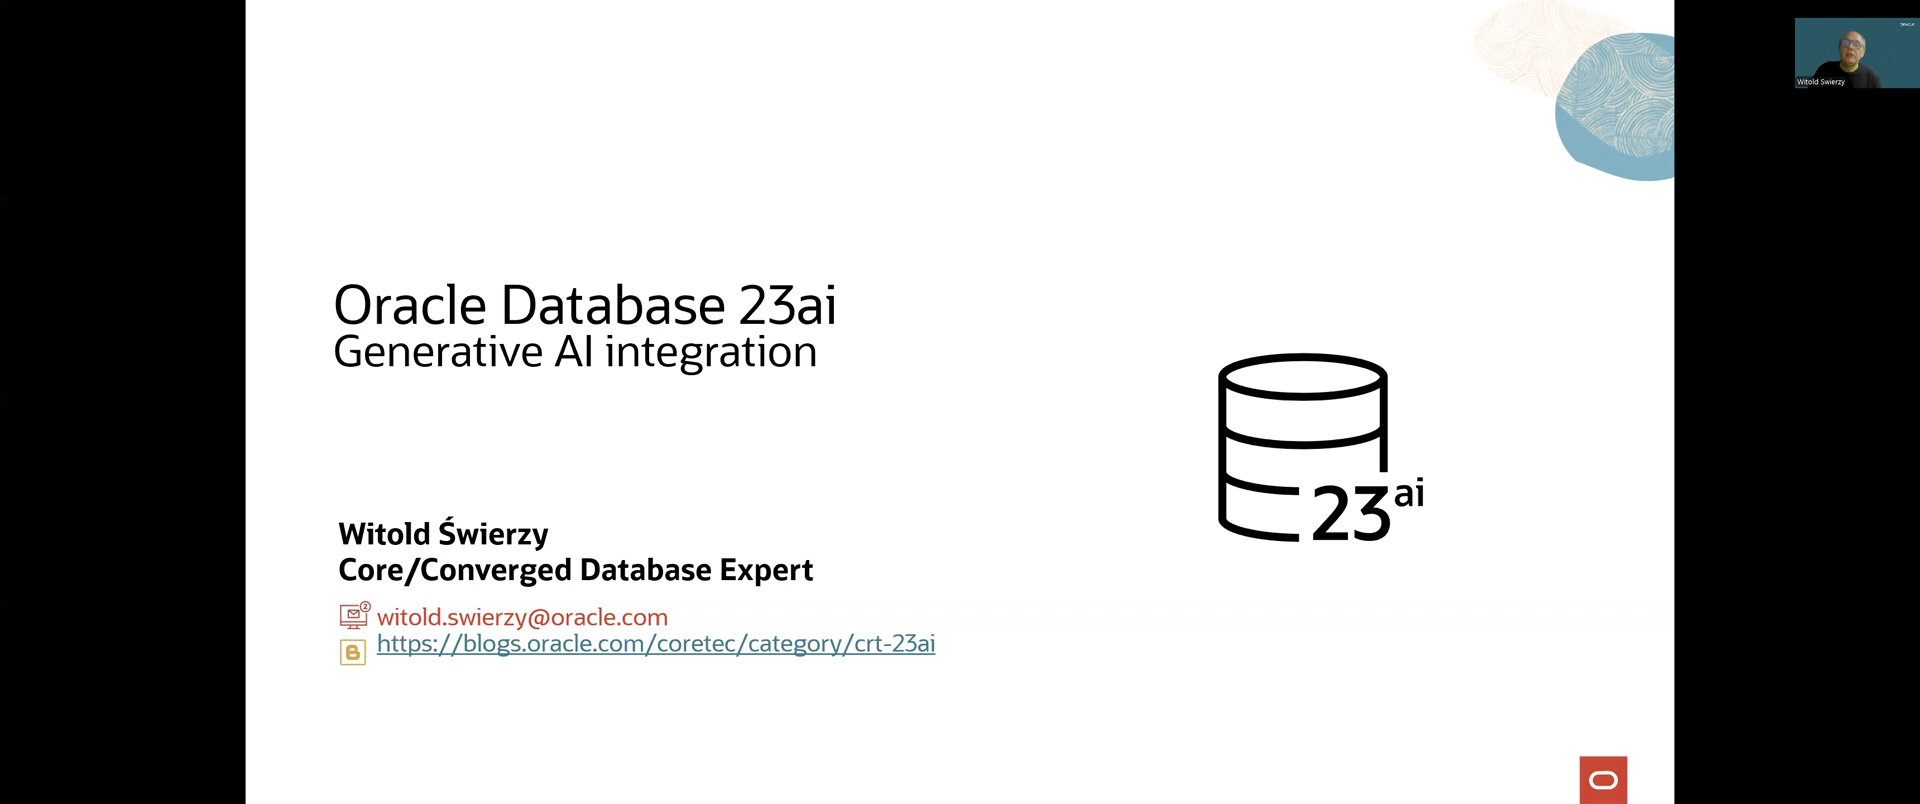 Oracle Database 23ai
Generative AI integration
23ai
Witold Świerzy
Core/Converged Database Expert
witold.swierzy@oracle.com
https://blogs.oracle.com/coretec/category/crt-23ai
Witold Swierzy
ORACLE